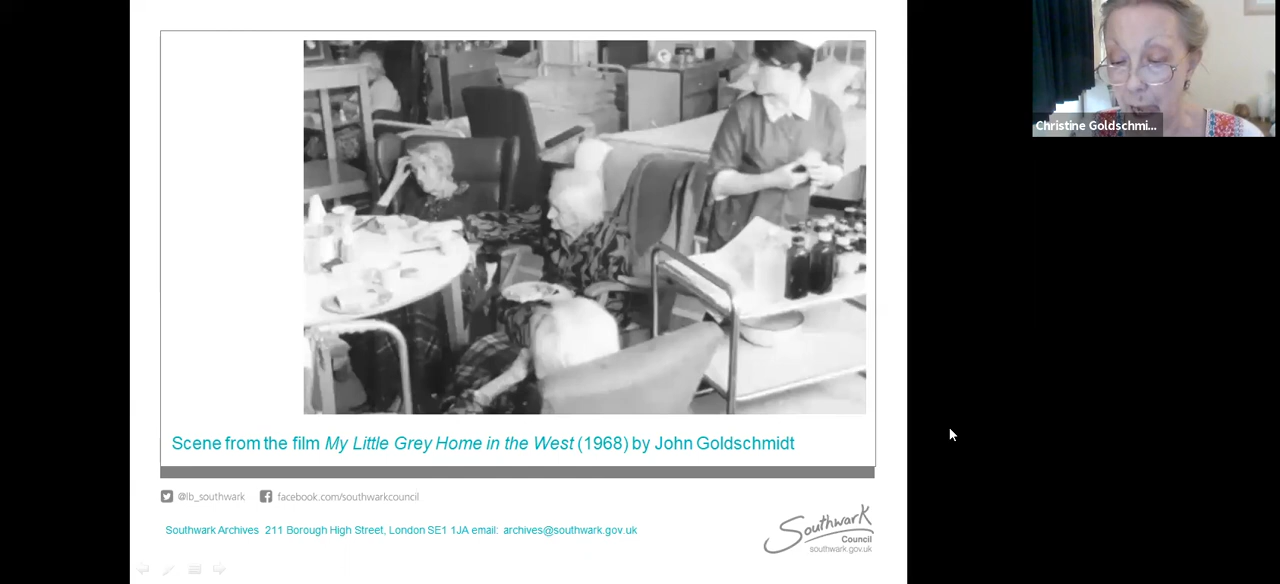 Christine Goldschmi...
Scene from the film My Little Grey Home in the West (1968) by John Goldschmidt
@lb_southwark facebook.com/southwarkcouncil
Southwark Archives 211 Borough High Street, London SE1 1JA email: archives@southwark.gov.uk
Southwark
Council
southwark.gov.uk